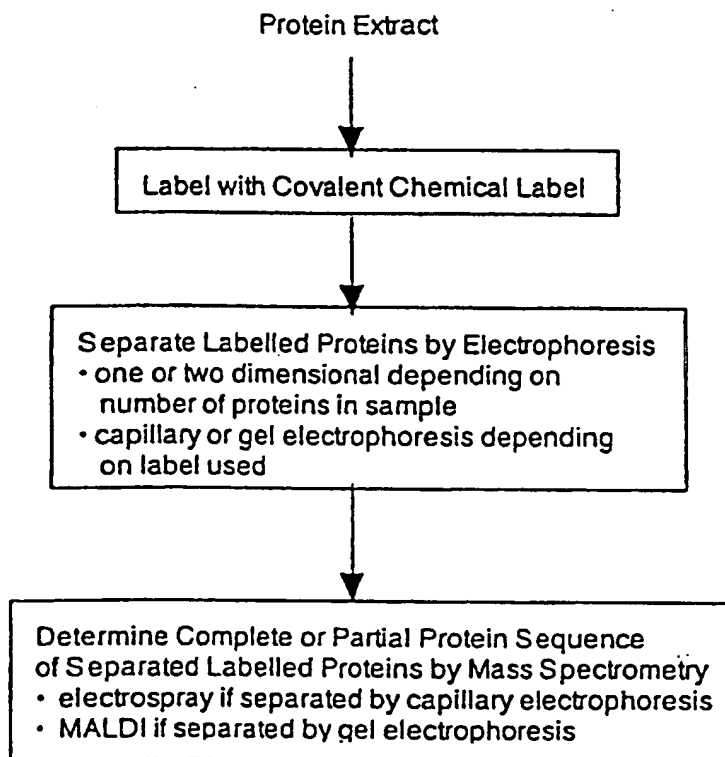 Protein Extract
Label with Covalent Chemical Label
Separate Labelled Proteins by Electrophoresis
• one or two dimensional depending on
number of proteins in sample
• capillary or gel electrophoresis depending
on label used
Determine Complete or Partial Protein Sequence
of Separated Labelled Proteins by Mass Spectrometry
• electrospray if separated by capillary electrophoresis
• MALDI if separated by gel electrophoresis